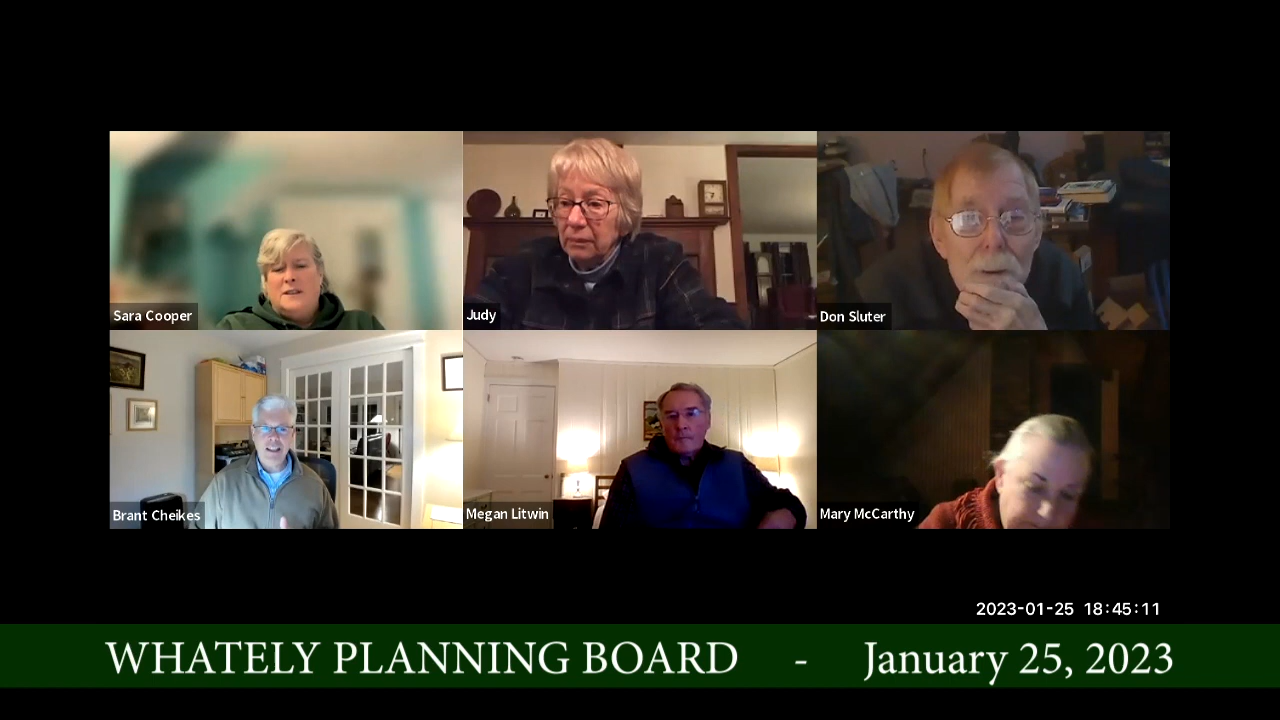 Sara Cooper
Judy
Don Sluter
Brant Cheikes
Megan Litwin
Mary McCarthy
2023-01-25 18:45:11
WHATELY PLANNING BOARD - January 25, 2023